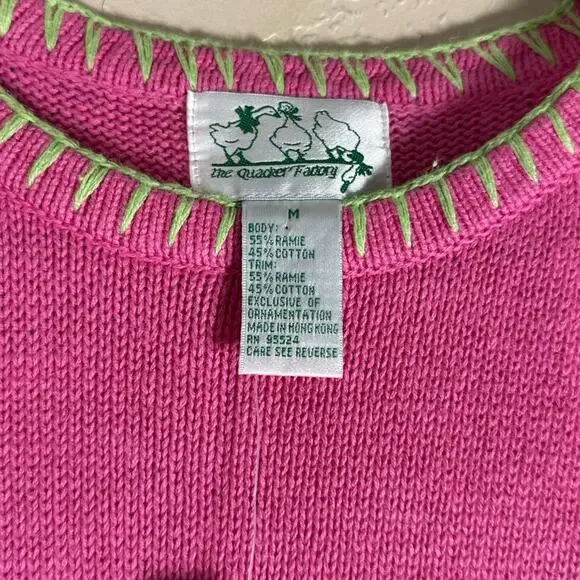 the Quacker Factory
M
BODY:
55% RAMIE
45% COTTON
TRIM:
55% RAMIE
45% COTTON
EXCLUSIVE OF
ORNAMENTATION
MADE IN HONG KONG
RN 95524
CARE SEE REVERSE